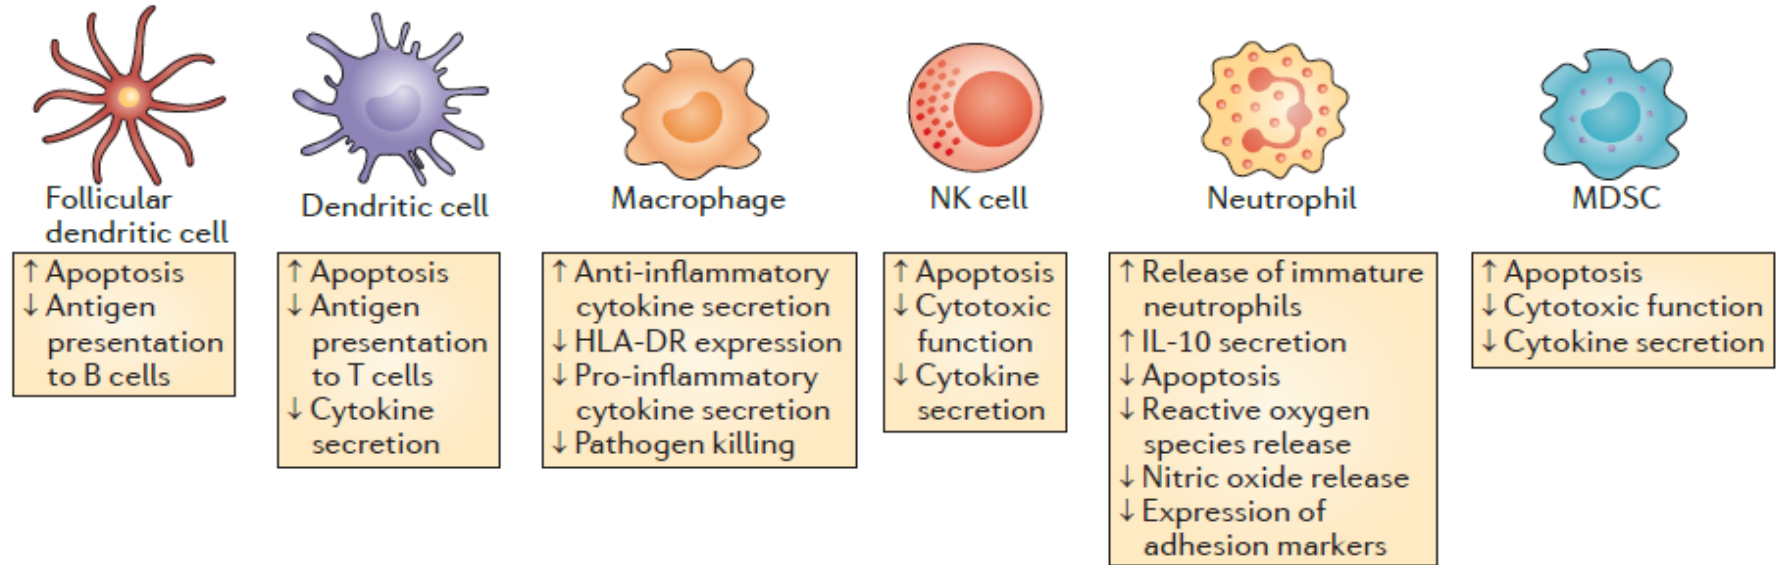 Follicular
dendritic cell
↑ Apoptosis
↓ Antigen
presentation
to B cells
Dendritic cell
↑ Apoptosis
↓ Antigen
presentation
to T cells
↓ Cytokine
secretion
Macrophage
↑ Anti-inflammatory
cytokine secretion
↓ HLA-DR expression
↓ Pro-inflammatory
cytokine secretion
↓ Pathogen killing
NK cell
↑ Apoptosis
↓ Cytotoxic
function
↓ Cytokine
secretion
Neutrophil
↑ Release of immature
neutrophils
↑ IL-10 secretion
↓ Apoptosis
↓ Reactive oxygen
species release
↓ Nitric oxide release
↓ Expression of
adhesion markers
MDSC
↑ Apoptosis
↓ Cytotoxic function
↓ Cytokine secretion